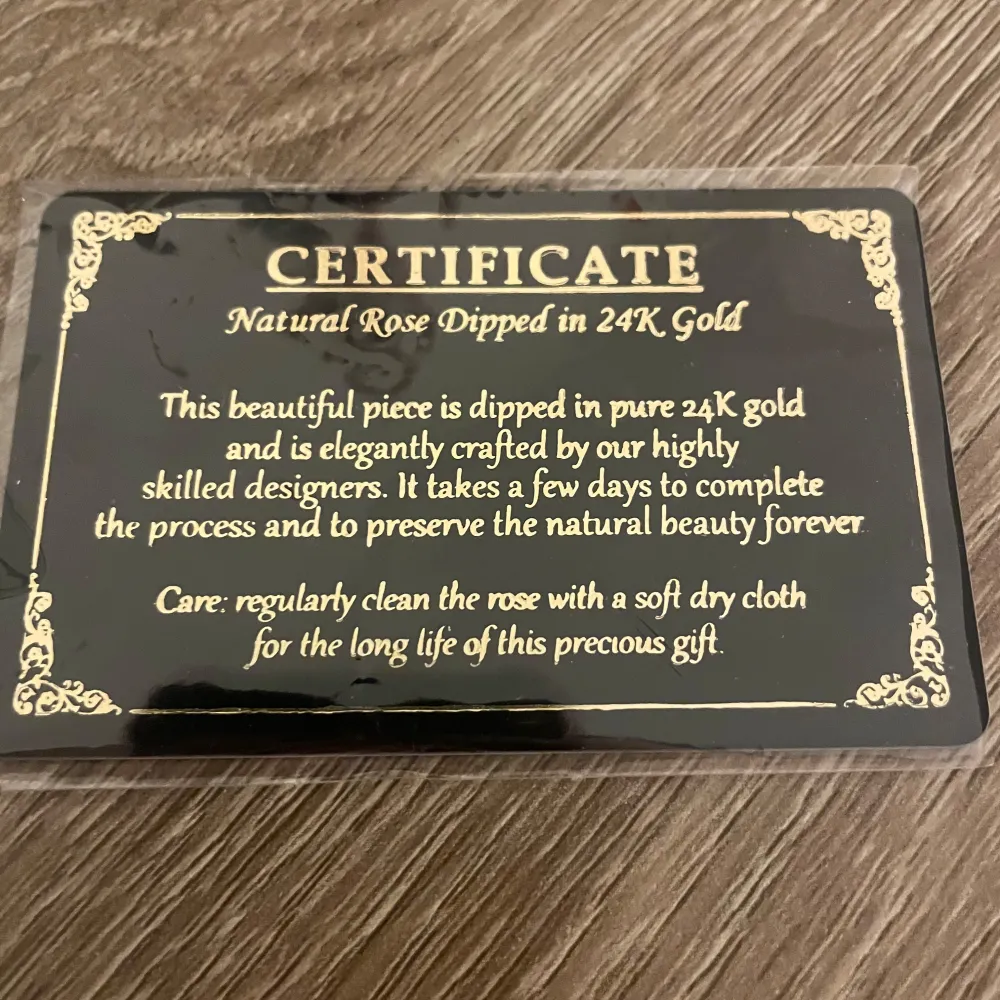 CERTIFICATE
Natural Rose Dipped in 24K Gold
This beautiful piece is dipped in pure 24K gold
and is elegantly crafted by our highly
skilled designers. It takes a few days to complete
the process and to preserve the natural beauty forever
Care: regularly clean the rose with a soft dry cloth
for the long life of this precious gift.